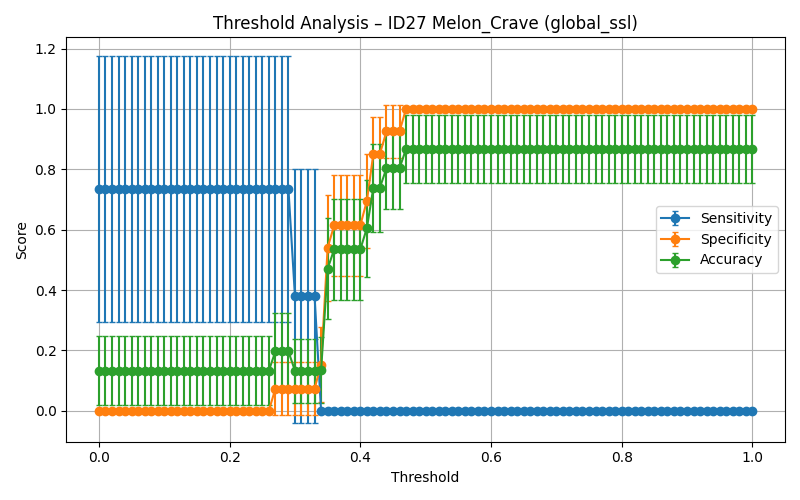 Threshold Analysis – ID27 Melon_Crave (global_ssl)
1.2
1.0
0.8
0.6
0.4
0.2
0.0
Score
Sensitivity
Specificity
Accuracy
0.0 0.2 0.4 0.6 0.8 1.0
Threshold